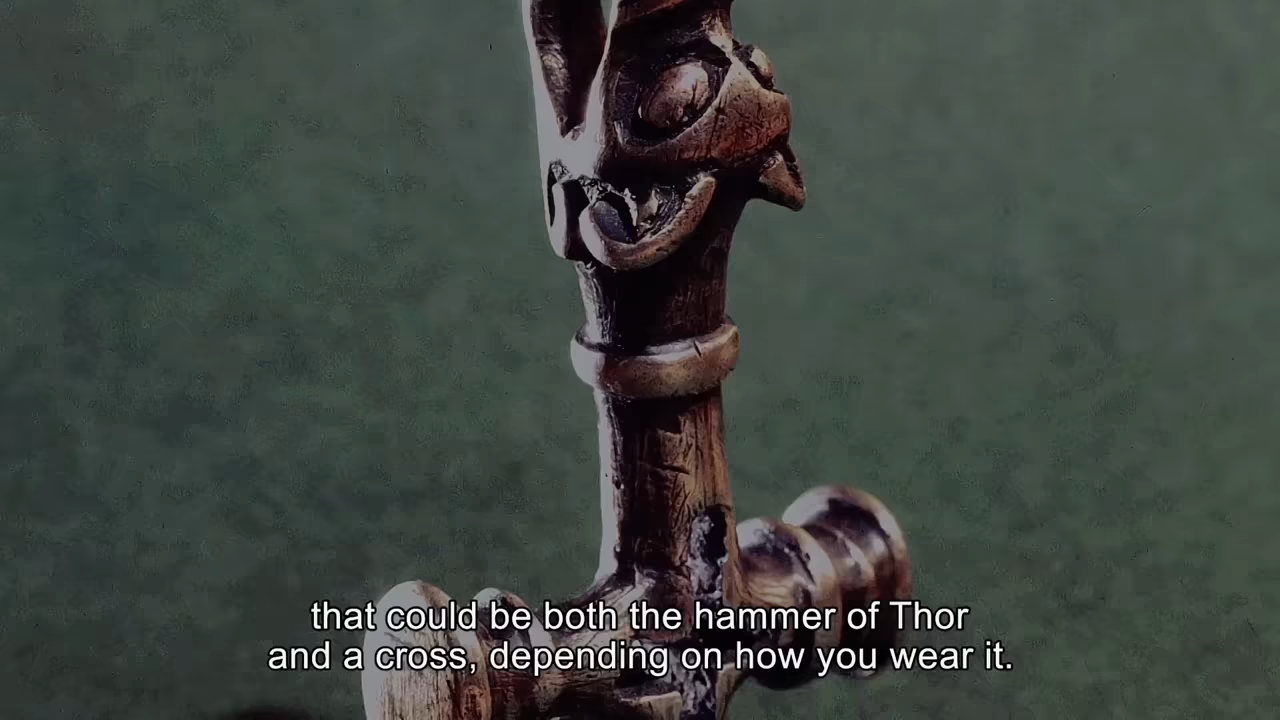 that could be both the hammer of Thor
and a cross, depending on how you wear it.